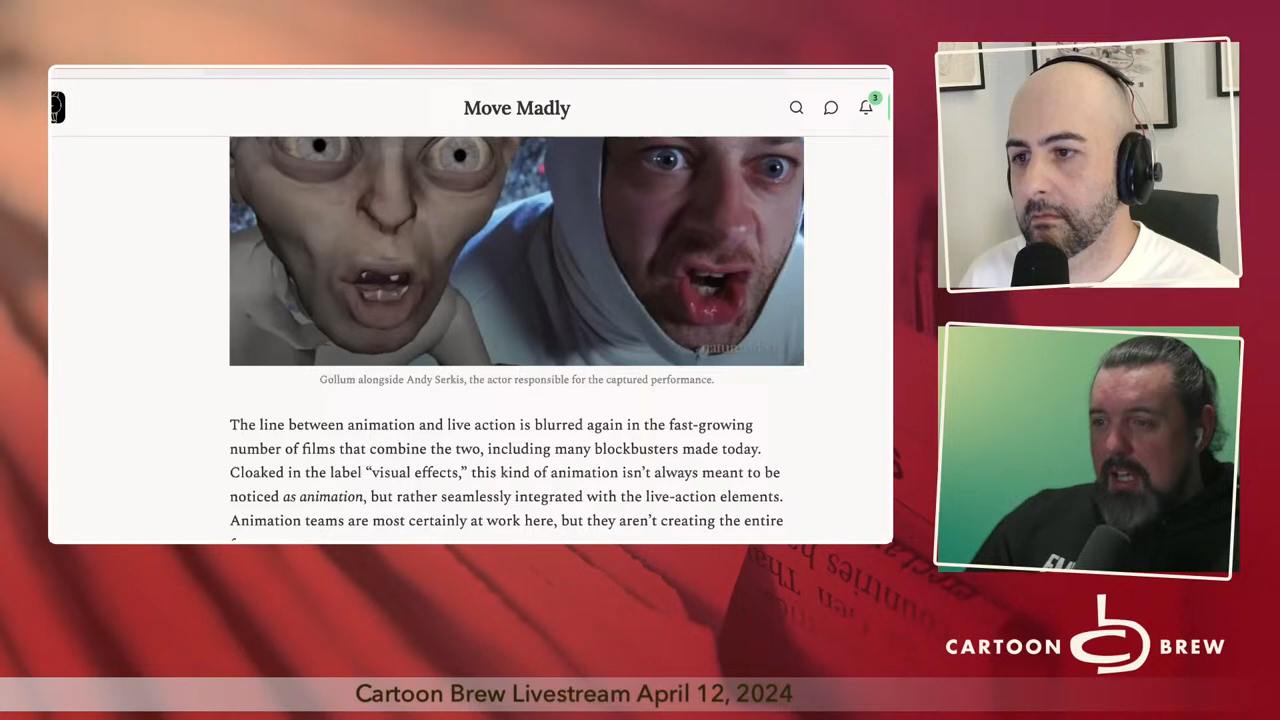 Move Madly
3
Gollum alongside Andy Serkis, the actor responsible for the captured performance.
The line between animation and live action is blurred again in the fast-growing
number of films that combine the two, including many blockbusters made today.
Cloaked in the label “visual effects,” this kind of animation isn’t always meant to be
noticed as animation, but rather seamlessly integrated with the live-action elements.
Animation teams are most certainly at work here, but they aren’t creating the entire
CARTOON BREW
Cartoon Brew Livestream April 12, 2024